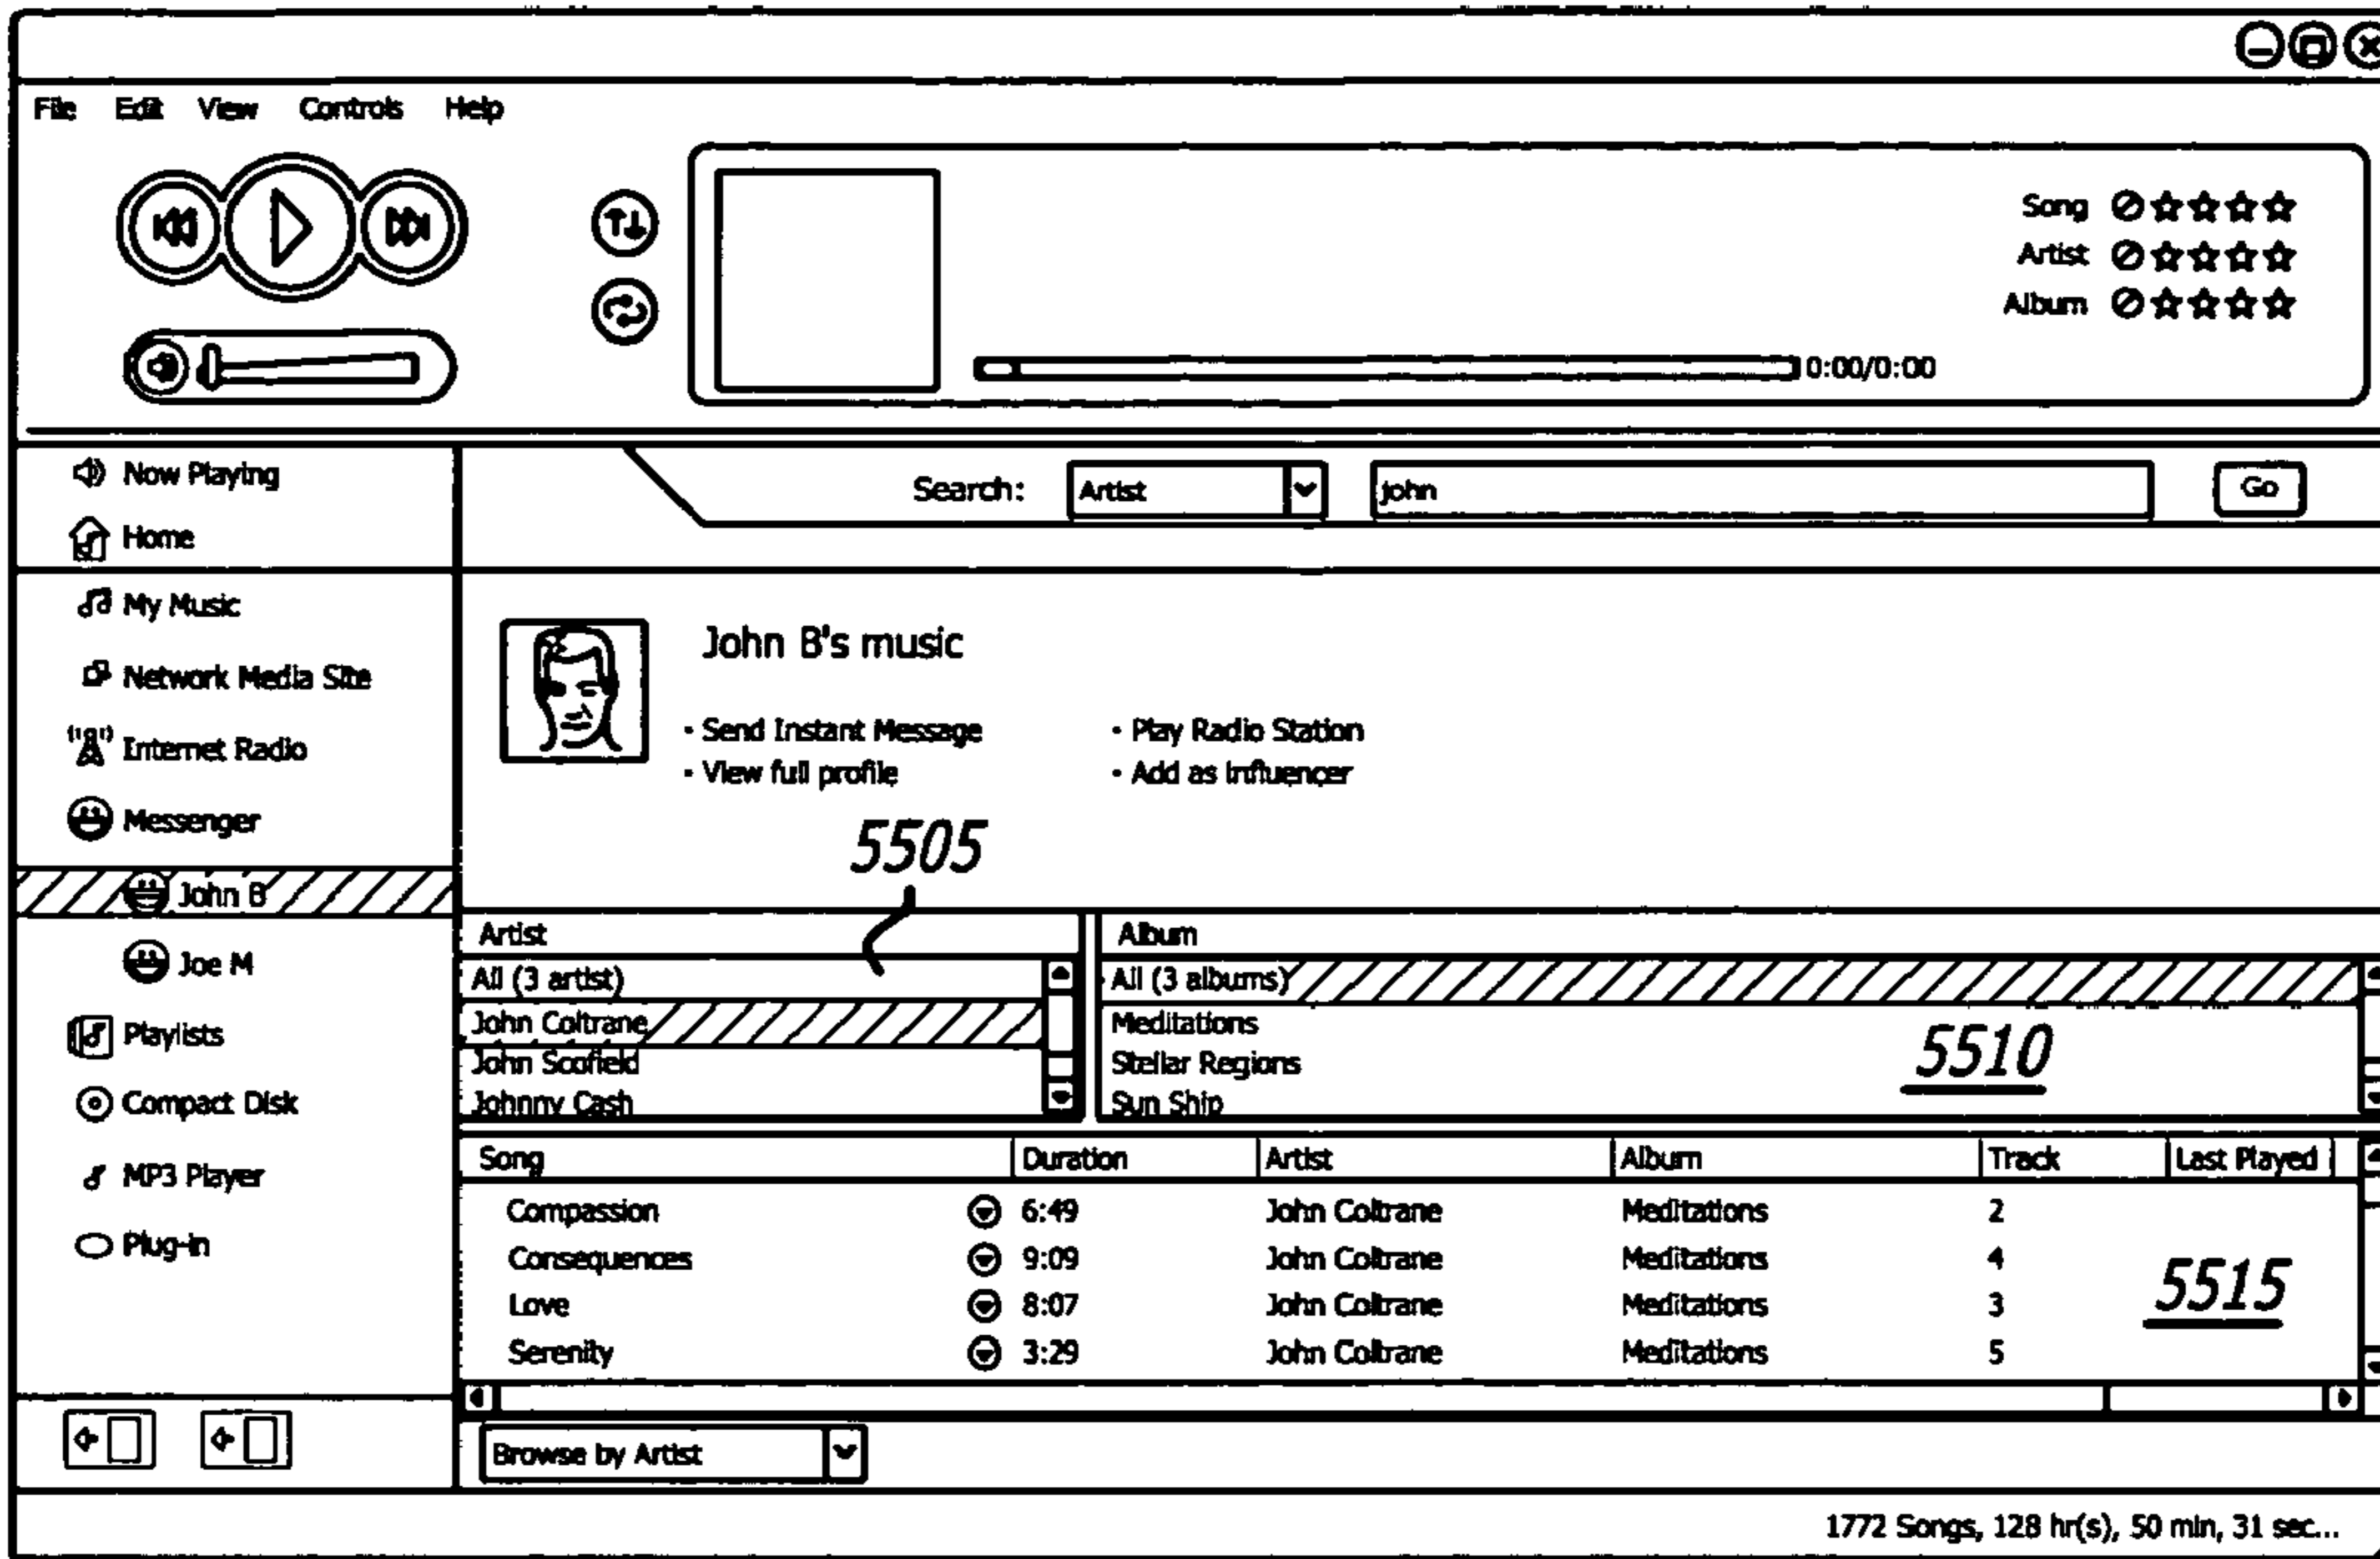 File Edit View Controls Help
Song
Artist
Album
0:00/0:00
Now Playing
Home
Search: Artist john Go
My Music
Network Media Site
Internet Radio
Messenger
John B
Joe M
Playlists
Compact Disk
MP3 Player
Plug-in
John B's music
- Send Instant Message - Play Radio Station
- View full profile - Add as Influencer
5505
Artist Album
All (3 artist) All (3 albums)
John Coltrane Meditations
John Scofield Stellar Regions
Johnny Cash Sun Ship
5510
Song Duration Artist Album Track Last Played
Compassion 6:49 John Coltrane Meditations 2
Consequences 9:09 John Coltrane Meditations 4
Love 8:07 John Coltrane Meditations 3
Serenity 3:29 John Coltrane Meditations 5
5515
Browse by Artist
1772 Songs, 128 hr(s), 50 min, 31 sec...